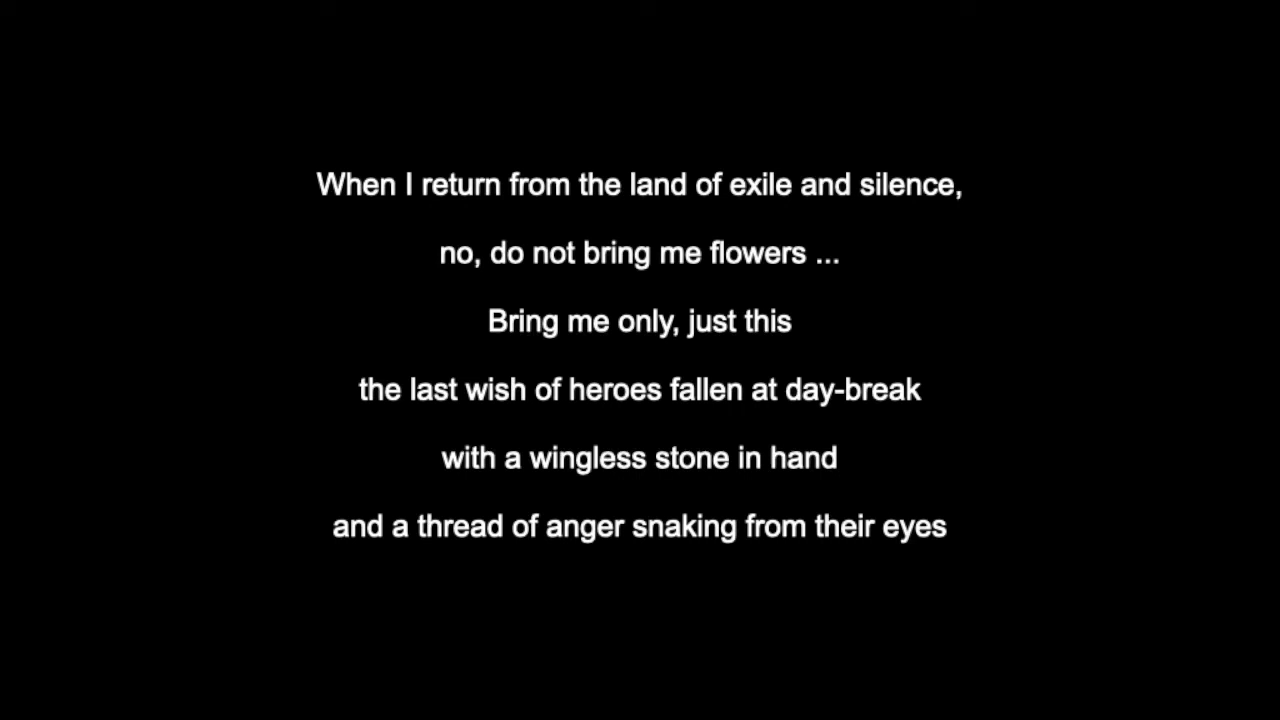 When I return from the land of exile and silence,
no, do not bring me flowers ...
Bring me only, just this
the last wish of heroes fallen at day-break
with a wingless stone in hand
and a thread of anger snaking from their eyes